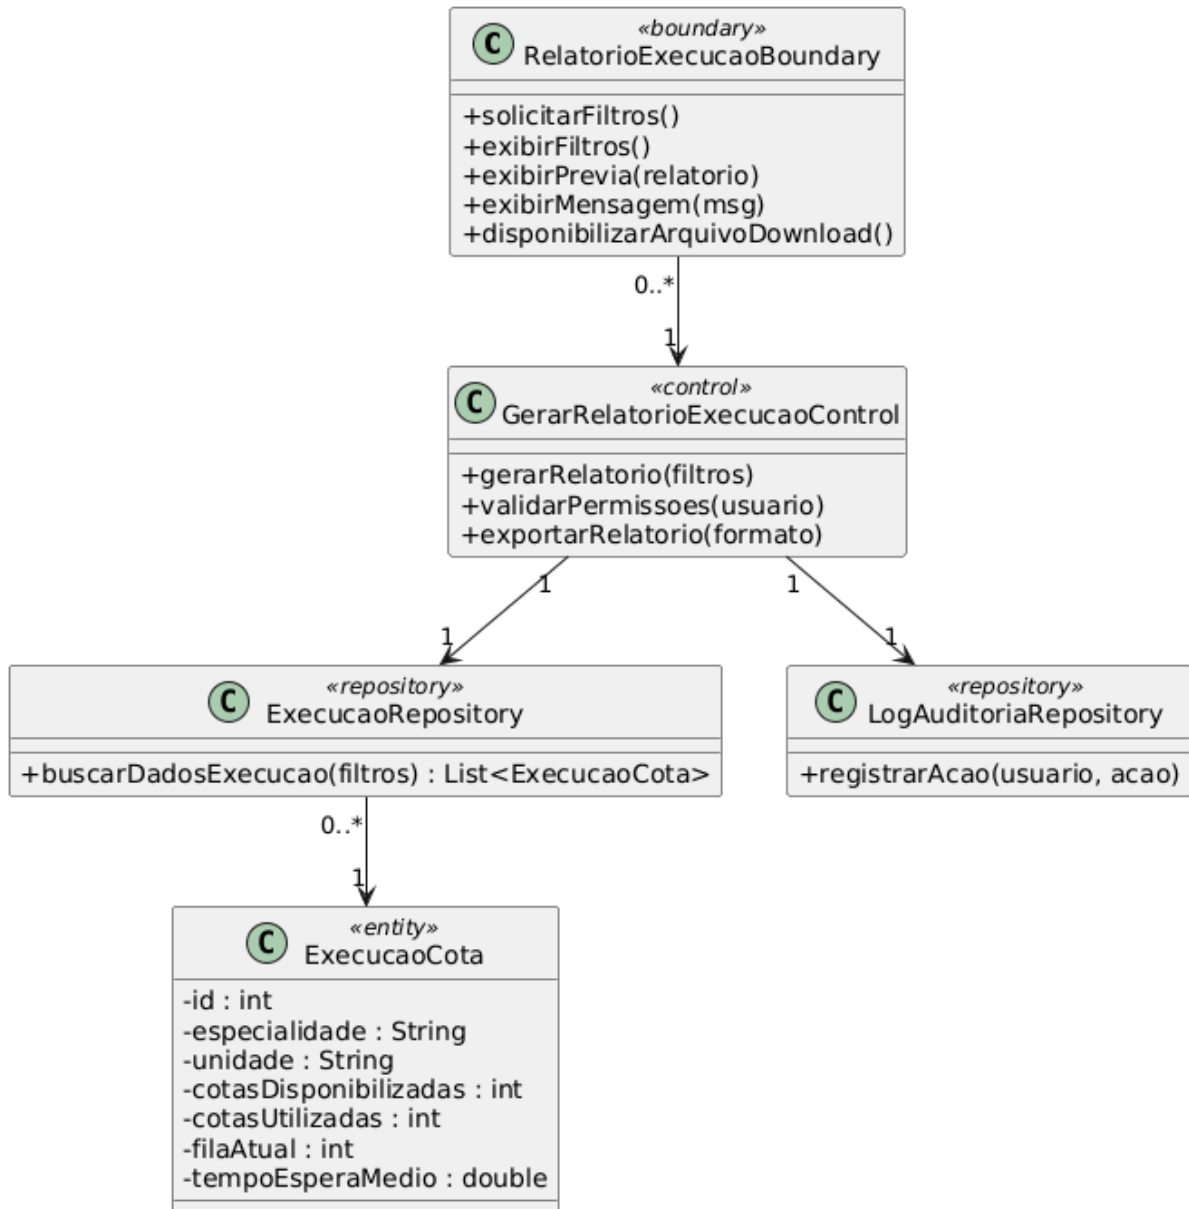 «boundary»
C RelatorioExecucaoBoundary
+solicitarFiltros()
+exibirFiltros()
+exibirPrevia(relatorio)
+exibirMensagem(msg)
+disponibilizarArquivoDownload()
0..*
1
«control»
C GerarRelatorioExecucaoControl
+gerarRelatorio(filtros)
+validarPermissoes(usuario)
+exportarRelatorio(formato)
1
1
1
1
«repository»
C ExecucaoRepository
+buscarDadosExecucao(filtros) : List<ExecucaoCota>
«repository»
C LogAuditoriaRepository
+registrarAcao(usuario, acao)
0..*
1
«entity»
C ExecucaoCota
-id : int
-especialidade : String
-unidade : String
-cotasDisponibilizadas : int
-cotasUtilizadas : int
-filaAtual : int
-tempoEsperaMedio : double